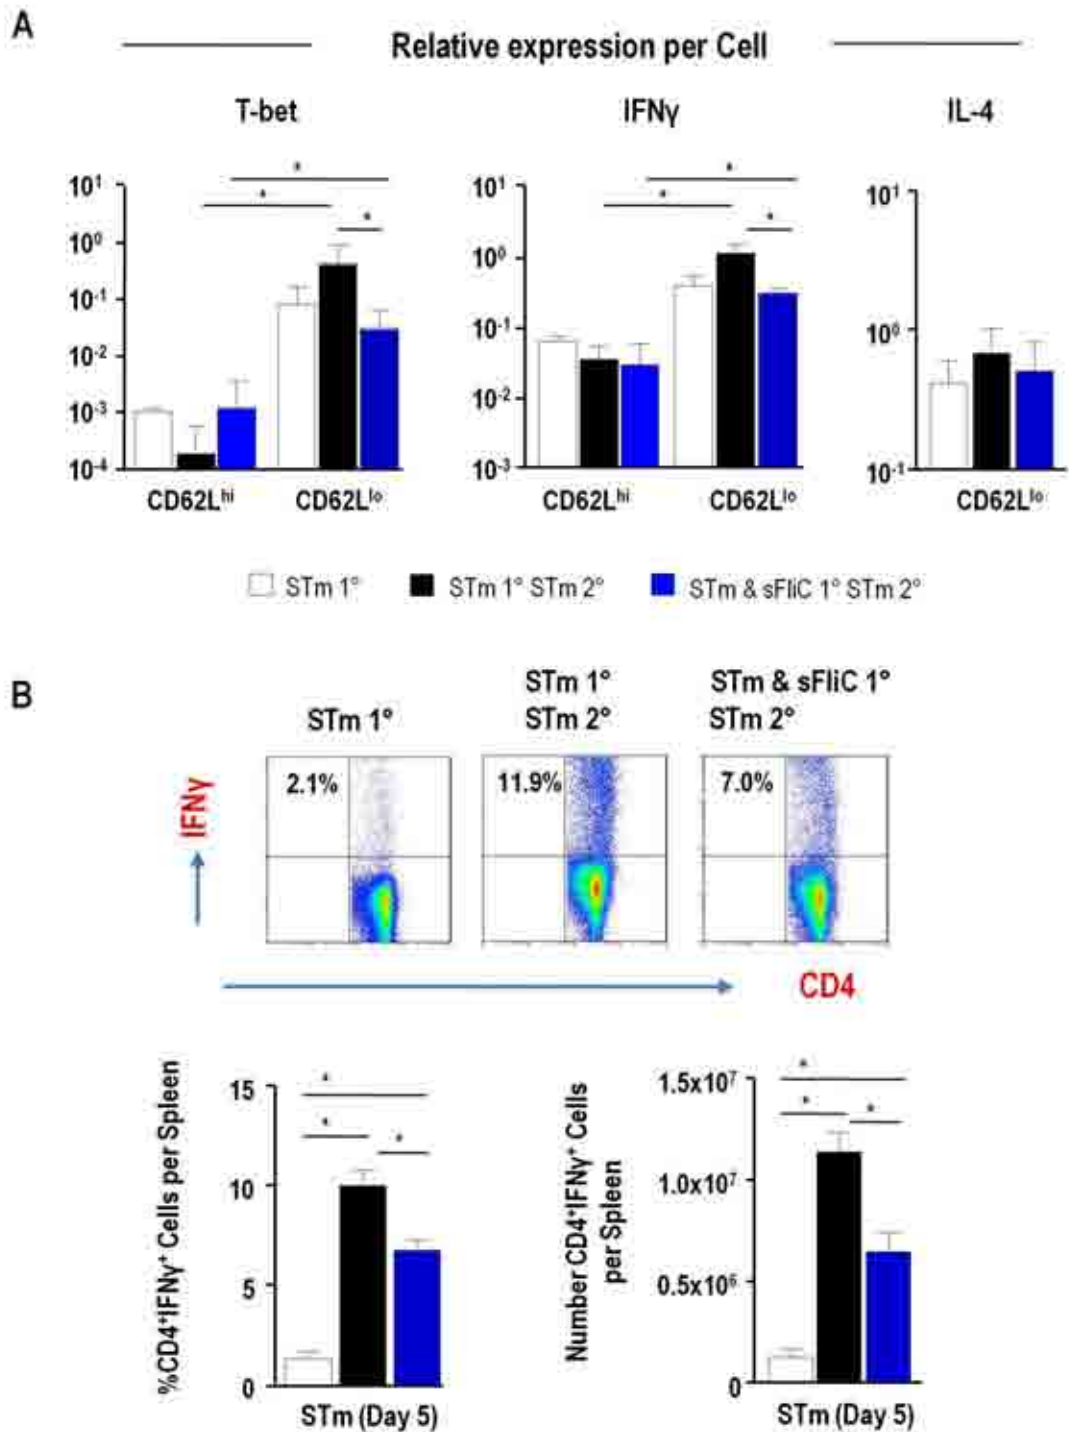 A
Relative expression per Cell
T-bet
IFNγ
IL-4
* * *
* * *
10¹
10⁰
10⁻¹
10⁻²
10⁻³
10⁻⁴
CD62Lʰⁱ CD62Lˡᵒ
10¹
10⁰
10⁻¹
10⁻²
10⁻³
CD62Lʰⁱ CD62Lˡᵒ
10¹
10⁰
10⁻¹
CD62Lˡᵒ
STm 1° STm 1° STm 2° STm & sFliC 1° STm 2°
B
STm 1°
STm 1°
STm 2°
STm & sFliC 1°
STm 2°
2.1%
11.9%
7.0%
IFNγ
CD4
%CD4⁺IFNγ⁺ Cells per Spleen
15
10
5
0
* * *
STm (Day 5)
Number CD4⁺IFNγ⁺ Cells
per Spleen
1.5x10⁷
1.0x10⁷
0.5x10⁶
0
* * *
STm (Day 5)